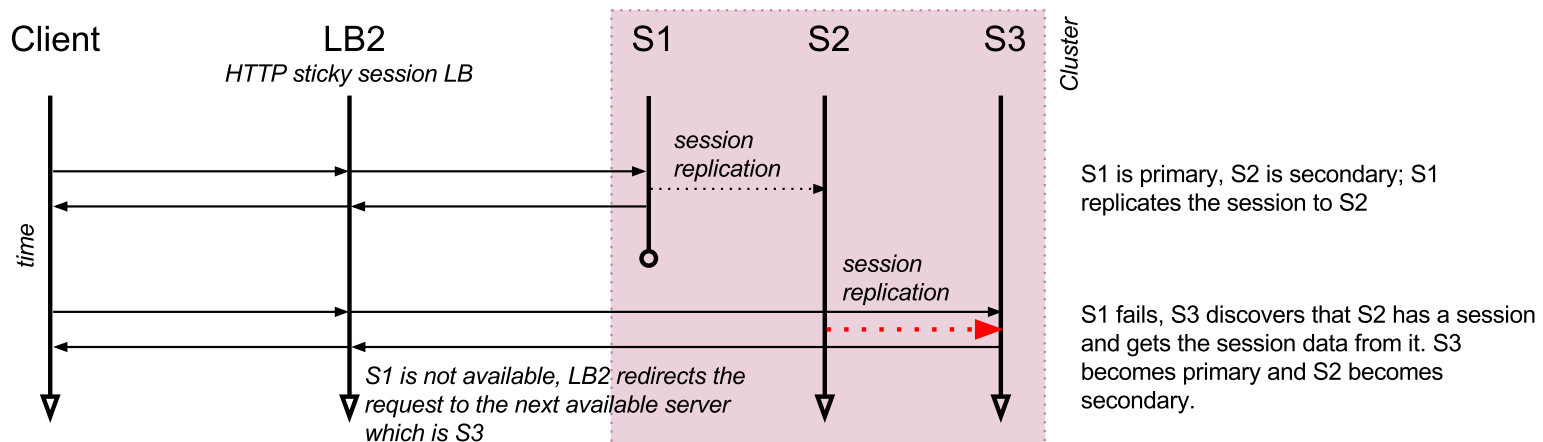 Client
LB2
S1
S2
S3
Cluster
HTTP sticky session LB
session
replication
S1 is primary, S2 is secondary; S1
replicates the session to S2
time
session
replication
S1 fails, S3 discovers that S2 has a session
and gets the session data from it. S3
becomes primary and S2 becomes
secondary.
S1 is not available, LB2 redirects the
request to the next available server
which is S3